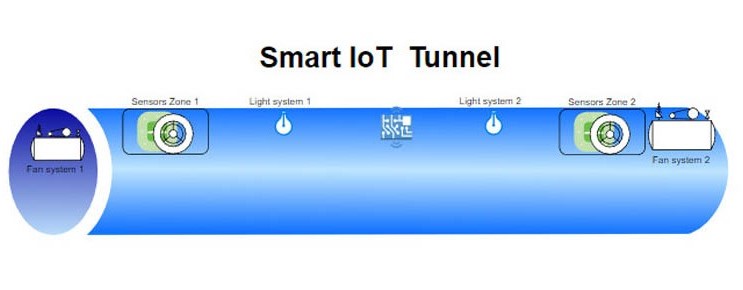 Smart IoT Tunnel
Sensors Zone 1
Light system 1
Light system 2
Sensors Zone 2
Fan system 1
Fan system 2